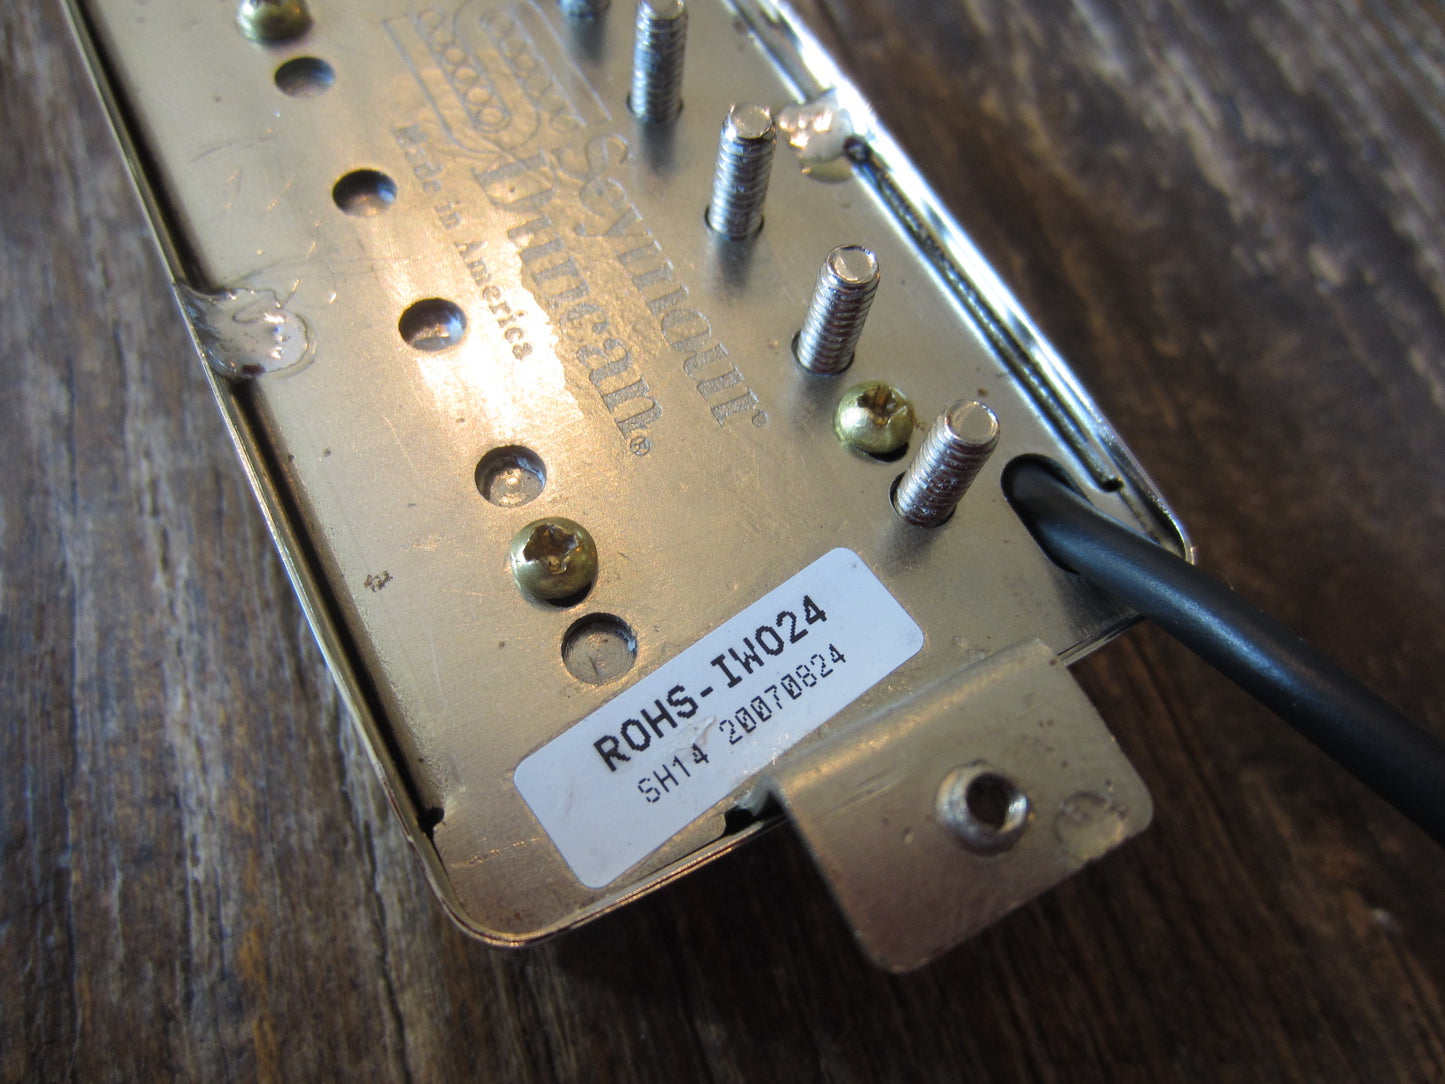 Seymour
Duncan®
Made in America
ROHS-IW024
SH14 20070824